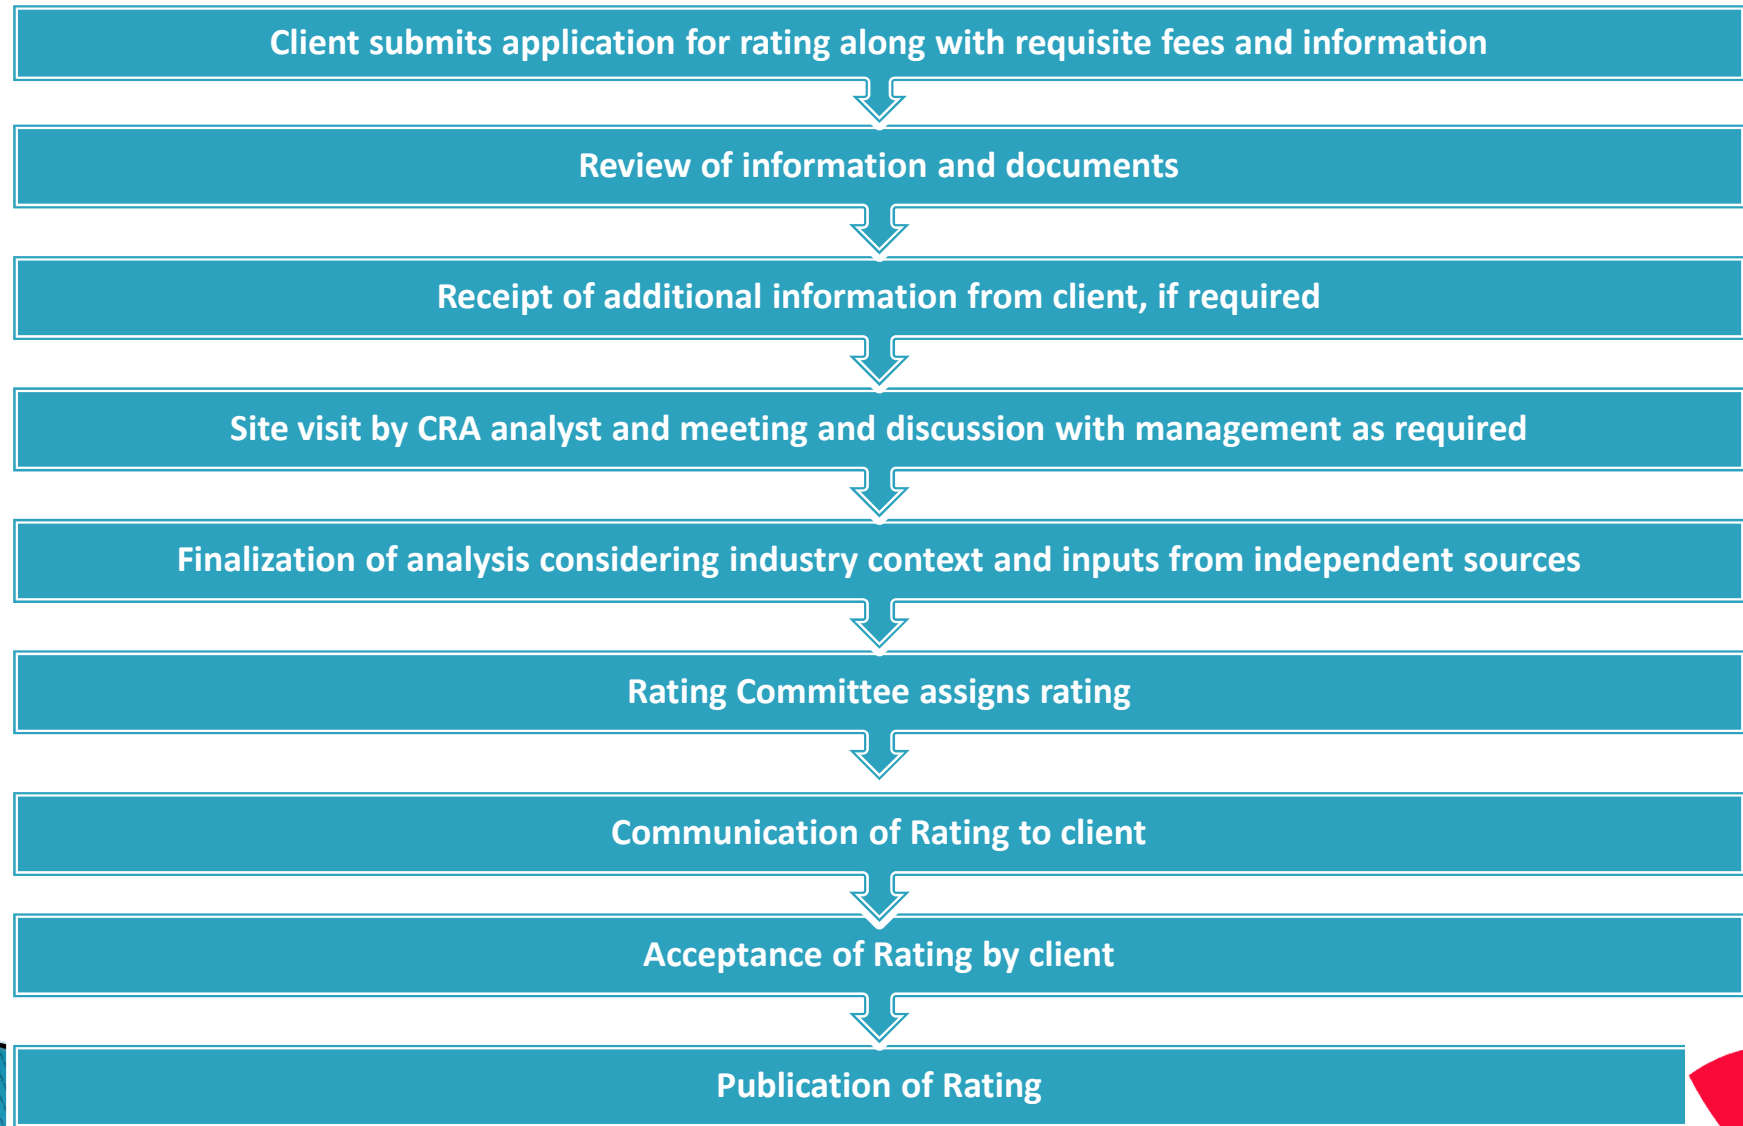 Client submits application for rating along with requisite fees and information
Review of information and documents
Receipt of additional information from client, if required
Site visit by CRA analyst and meeting and discussion with management as required
Finalization of analysis considering industry context and inputs from independent sources
Rating Committee assigns rating
Communication of Rating to client
Acceptance of Rating by client
Publication of Rating